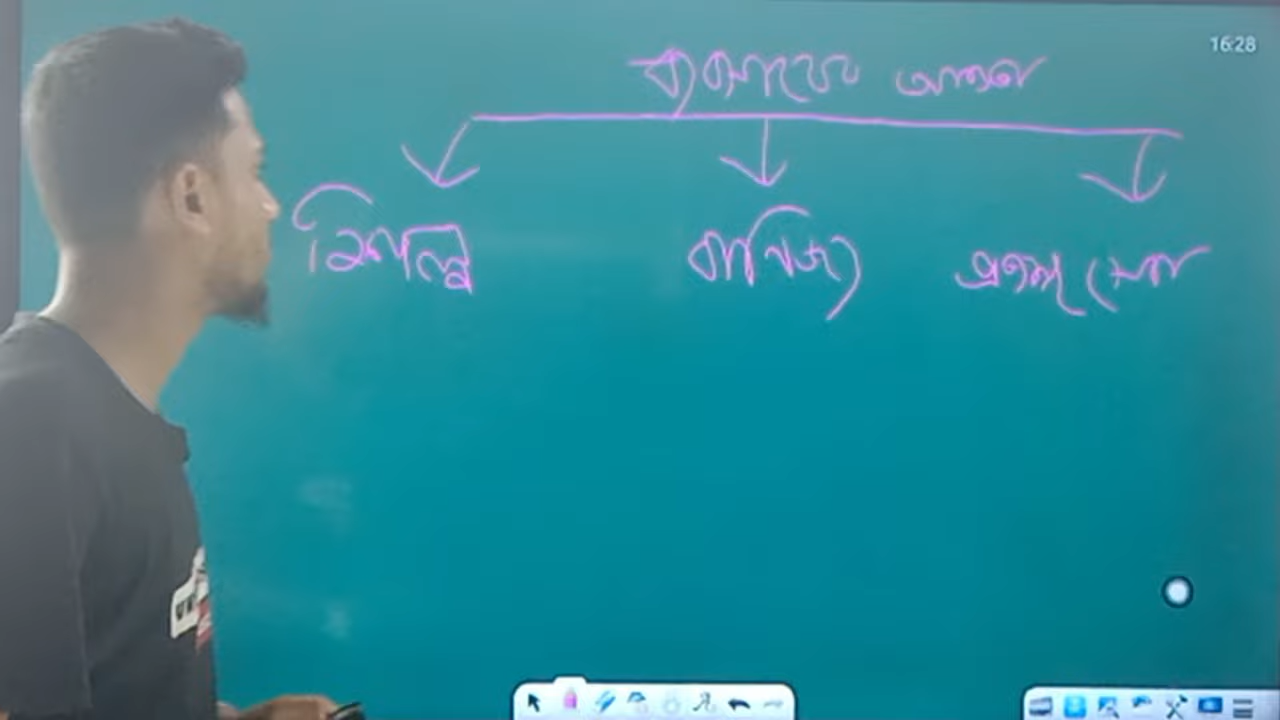 16:28
ব্যবসায়ের আওতা
শিল্প
বাণিজ্য
প্রত্যক্ষ সেবা